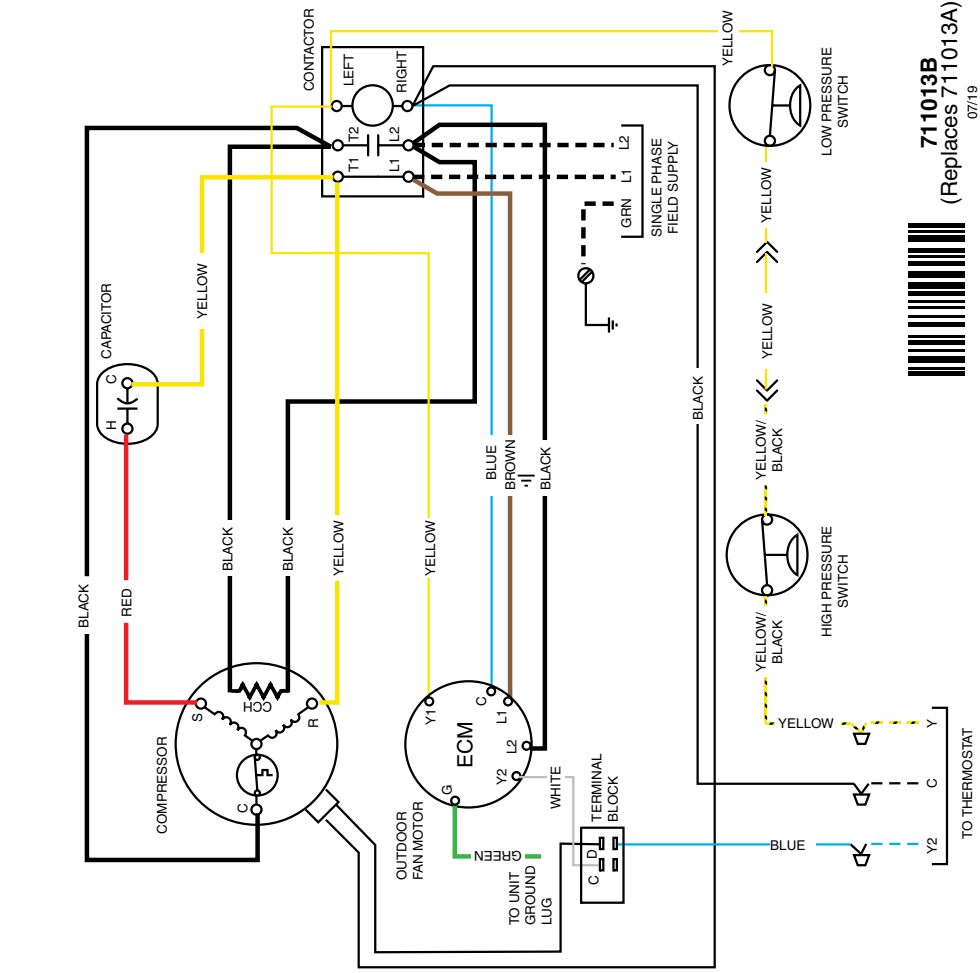 CONTACTOR
LEFT
RIGHT
T2
L2
T1
L1
YELLOW
LOW PRESSURE
SWITCH
711013B
(Replaces 711013A)
07/19
L2
L1
GRN
SINGLE PHASE
FIELD SUPPLY
YELLOW
YELLOW
CAPACITOR
C
H
YELLOW
BLACK
YELLOW/
BLACK
BLUE
BROWN
BLACK
BLACK
BLACK
YELLOW
YELLOW
BLACK
RED
HIGH PRESSURE
SWITCH
YELLOW/
BLACK
COMPRESSOR
S
CCH
R
C
OUTDOOR
FAN MOTOR
ECM
Y1
C
L1
L2
Y2
G
WHITE
GREEN
TO UNIT
GROUND
LUG
TERMINAL
BLOCK
D
C
YELLOW
BLUE
Y
C
Y2
TO THERMOSTAT